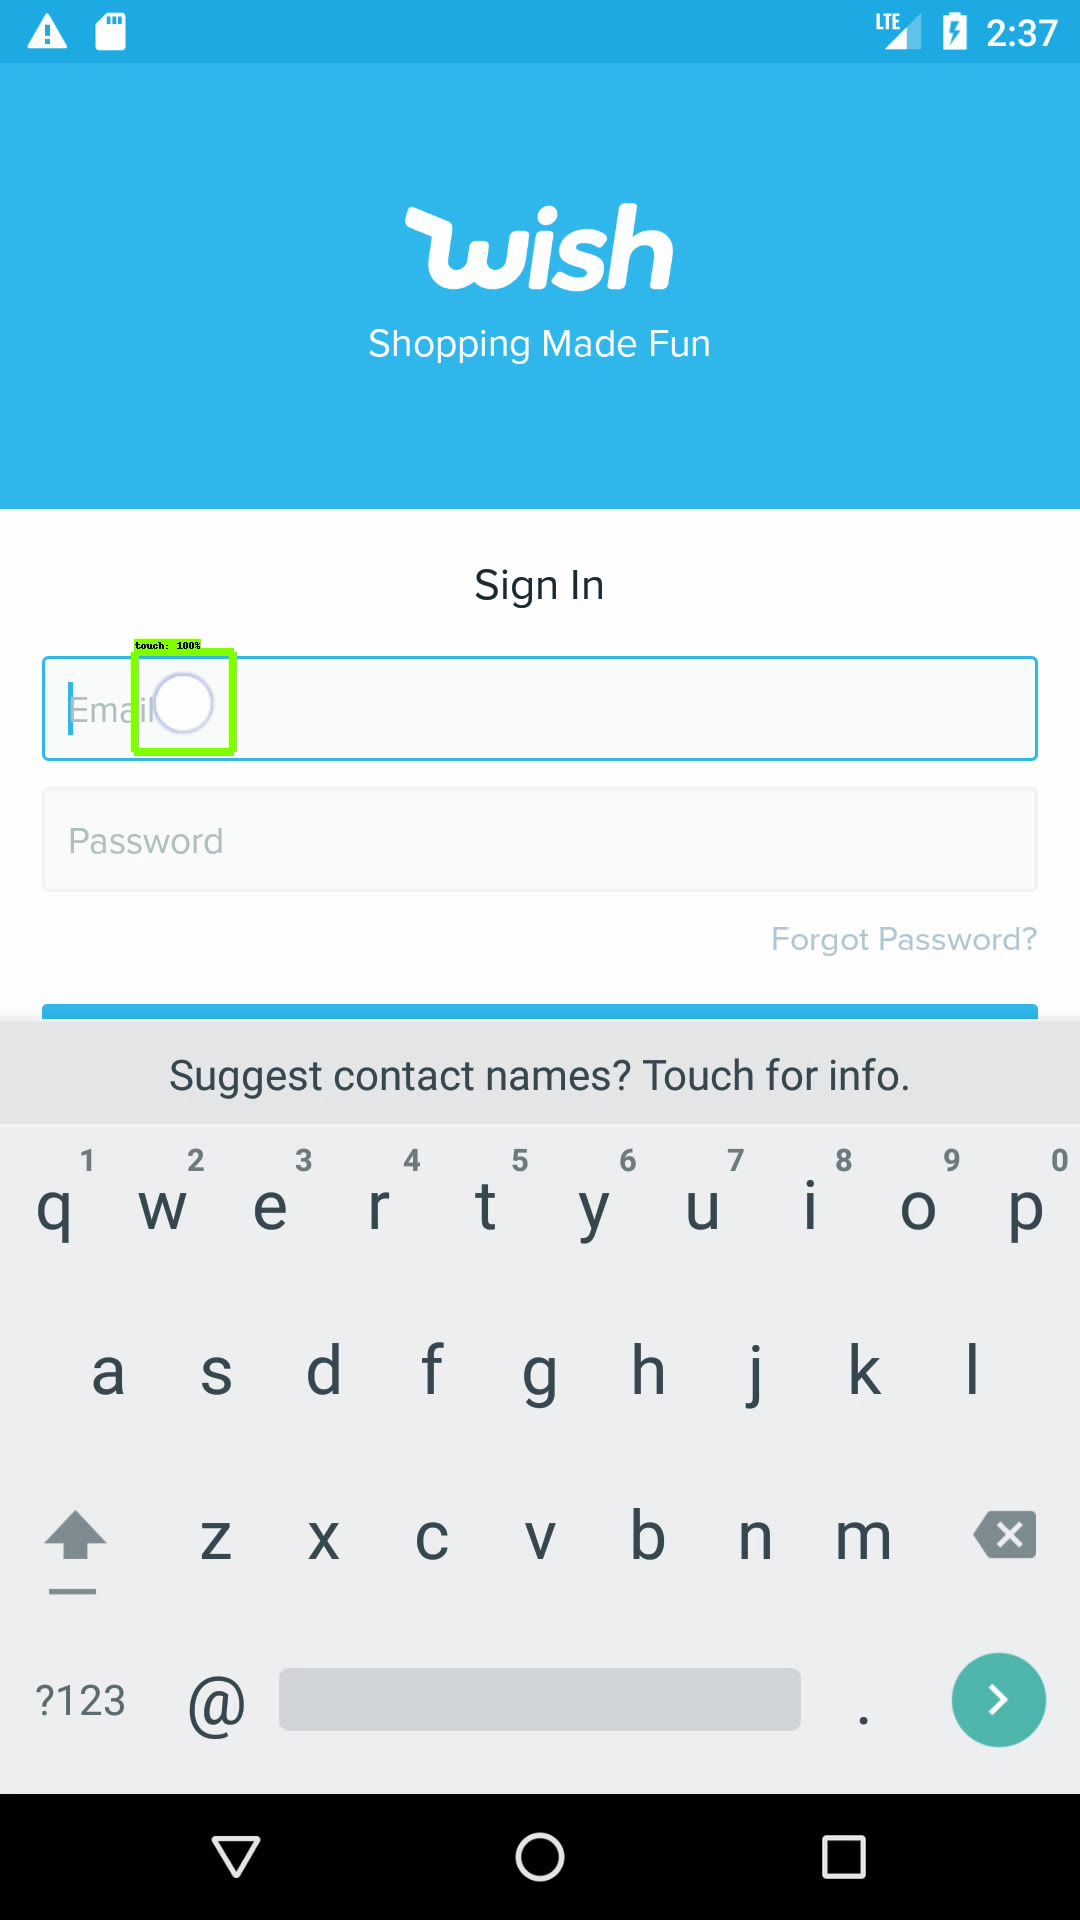 LTE 2:37
wish
Shopping Made Fun
Sign In
touch: 100%
Email
Password
Forgot Password?
Suggest contact names? Touch for info.
1 2 3 4 5 6 7 8 9 0
q w e r t y u i o p
a s d f g h j k l
z x c v b n m
?123 @ .